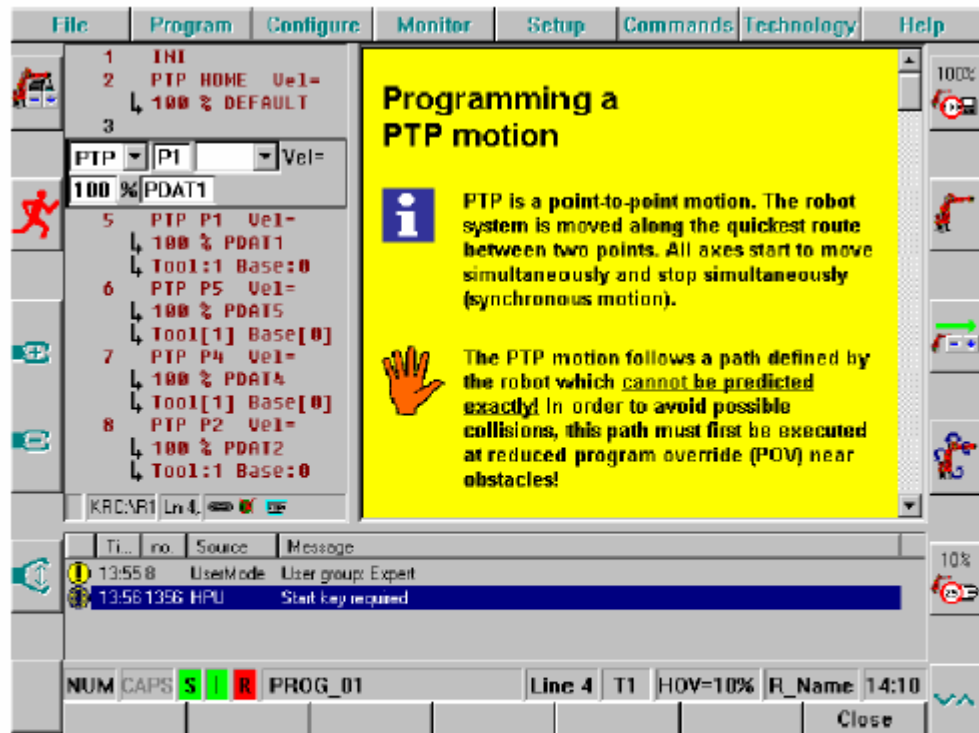 File Program Configure Monitor Setup Commands Technology Help
1 INI
2 PTP HOME Vel=
↳ 100 % DEFAULT
3
PTP P1 Vel=
100 % PDAT1
5 PTP P1 Vel=
↳ 100 % PDAT1
↳ Tool:1 Base:0
6 PTP P5 Vel=
↳ 100 % PDAT5
↳ Tool[1] Base[0]
7 PTP P4 Vel=
↳ 100 % PDAT4
↳ Tool[1] Base[0]
8 PTP P2 Vel=
↳ 100 % PDAT2
↳ Tool:1 Base:0
KRC:\R1 Ln 4,
Programming a
PTP motion
i
PTP is a point-to-point motion. The robot
system is moved along the quickest route
between two points. All axes start to move
simultaneously and stop simultaneously
(synchronous motion).
The PTP motion follows a path defined by
the robot which cannot be predicted
exactly! In order to avoid possible
collisions, this path must first be executed
at reduced program override (POV) near
obstacles!
100%
Ti... no. Source Message
13:55 8 UserMode User group: Expert
13:56 1356 HPU Start key required
10%
NUM CAPS S I R PROG_01 Line 4 T1 HOV=10% R_Name 14:10
Close